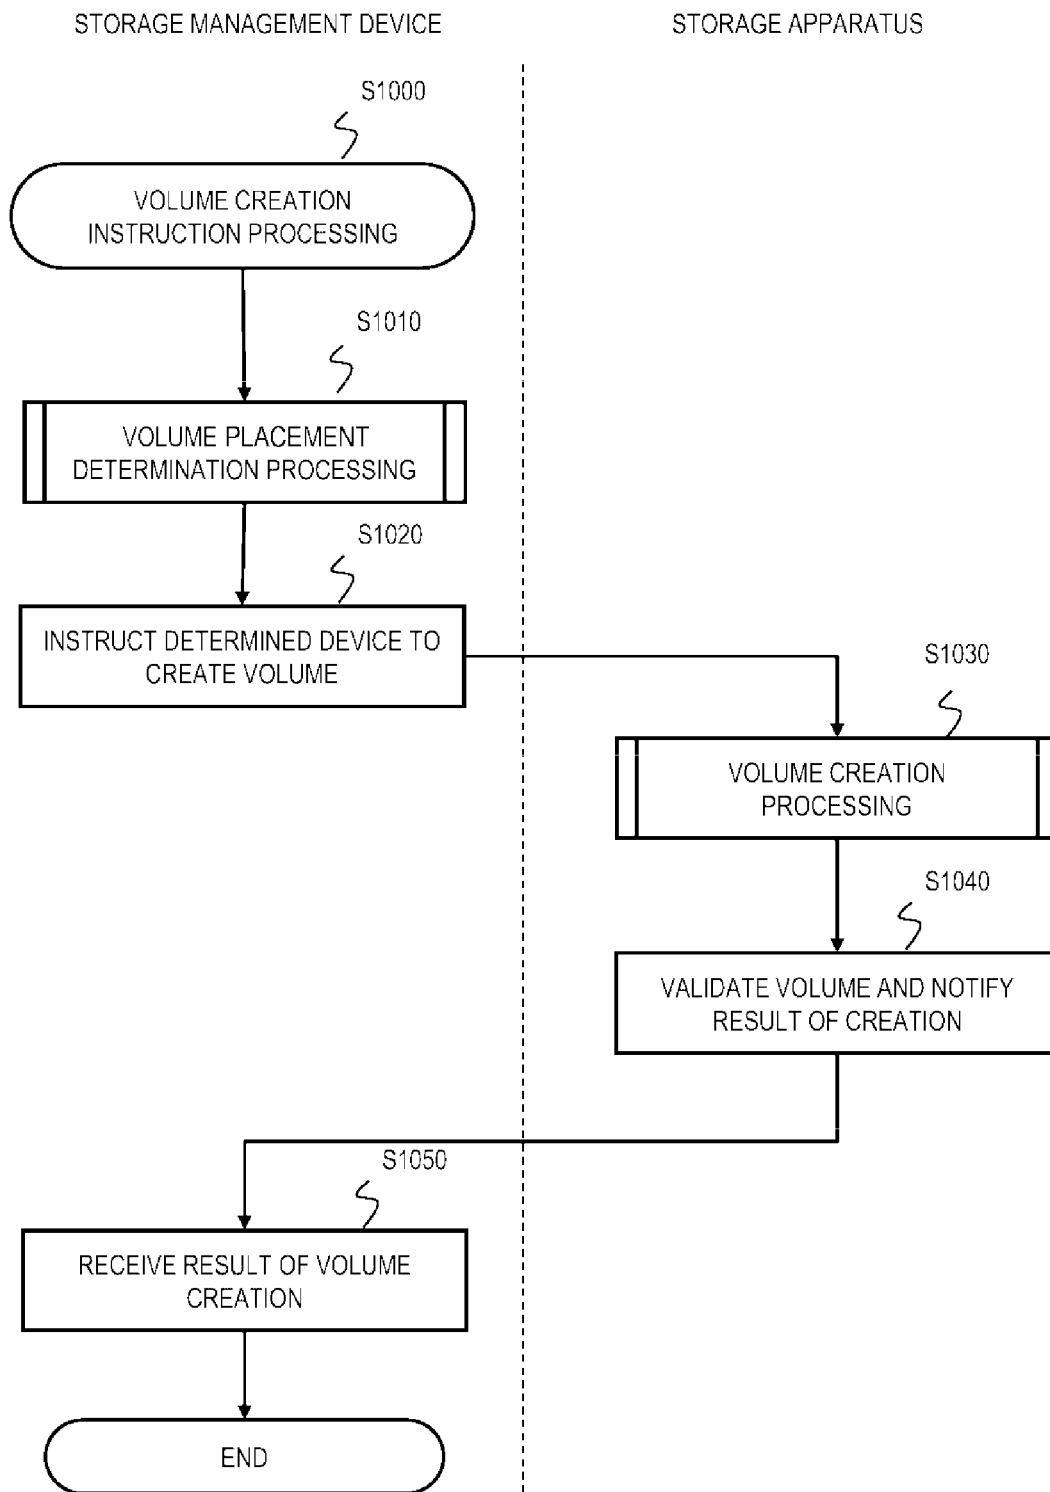 STORAGE MANAGEMENT DEVICE
STORAGE APPARATUS
S1000
VOLUME CREATION
INSTRUCTION PROCESSING
S1010
VOLUME PLACEMENT
DETERMINATION PROCESSING
S1020
INSTRUCT DETERMINED DEVICE TO
CREATE VOLUME
S1030
VOLUME CREATION
PROCESSING
S1040
VALIDATE VOLUME AND NOTIFY
RESULT OF CREATION
S1050
RECEIVE RESULT OF VOLUME
CREATION
END